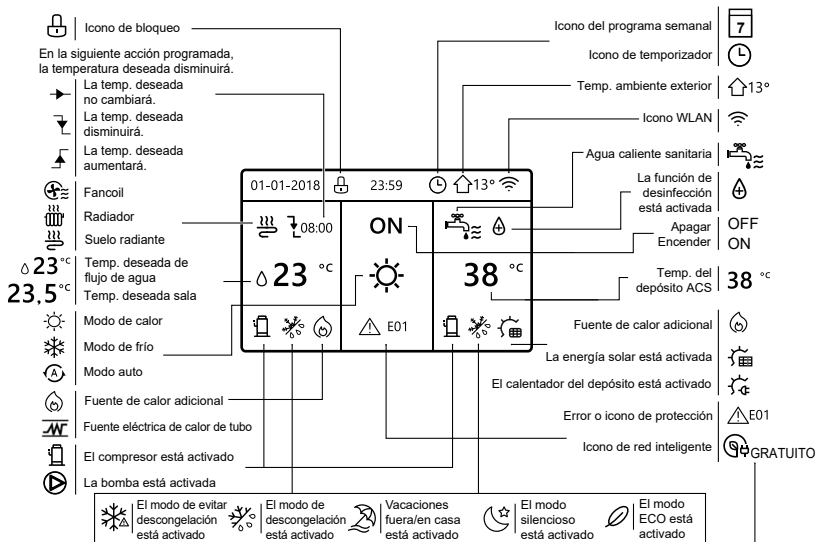 Icono de bloqueo
En la siguiente acción programada,
la temperatura deseada disminuirá.
La temp. deseada
no cambiará.
La temp. deseada
disminuirá.
La temp. deseada
aumentará.
Fancoil
Radiador
Suelo radiante
23°C
Temp. deseada de
flujo de agua
23,5°C
Temp. deseada sala
Modo de calor
Modo de frío
A
Modo auto
Fuente de calor adicional
Fuente eléctrica de calor de tubo
El compresor está activado
La bomba está activada
01-01-2018
23:59
13°
08:00
ON
23 °C
38 °C
E01
Icono del programa semanal
7
Icono de temporizador
Temp. ambiente exterior
13°
Icono WLAN
Agua caliente sanitaria
La función de
desinfección
está activada
Apagar
OFF
Encender
ON
Temp. del
depósito ACS
38 °C
Fuente de calor adicional
La energía solar está activada
El calentador del depósito está activado
Error o icono de protección
E01
Icono de red inteligente
GRATUITO
El modo de evitar
descongelación
está activado
El modo de
descongelación
está activado
Vacaciones
fuera/en casa
está activado
El modo
silencioso
está activado
El modo
ECO está
activado